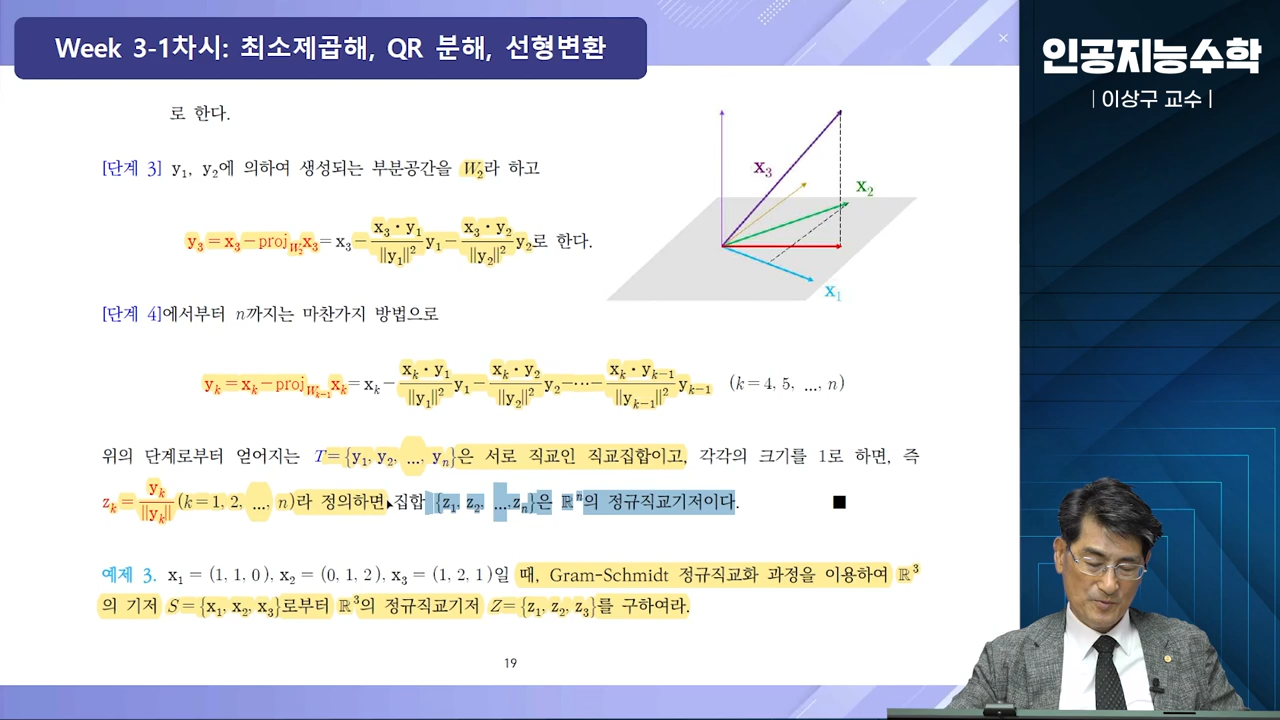 Week 3-1차시: 최소제곱해, QR 분해, 선형변환
인공지능수학
| 이상구 교수 |
로 한다.
[단계 3] y₁, y₂에 의하여 생성되는 부분공간을 W₂라 하고
y₃ = x₃ − proj_{W₂}x₃ = x₃ − (x₃·y₁)/‖y₁‖² y₁ − (x₃·y₂)/‖y₂‖² y₂로 한다.
x₃
x₂
x₁
[단계 4]에서부터 n까지는 마찬가지 방법으로
y_k = x_k − proj_{W_{k−1}}x_k = x_k − (x_k·y₁)/‖y₁‖² y₁ − (x_k·y₂)/‖y₂‖² y₂ − ⋯ − (x_k·y_{k−1})/‖y_{k−1}‖² y_{k−1} (k = 4, 5, ..., n)
위의 단계로부터 얻어지는 T = {y₁, y₂, ..., y_n}은 서로 직교인 직교집합이고, 각각의 크기를 1로 하면, 즉
z_k = y_k/‖y_k‖ (k = 1, 2, ..., n)라 정의하면 집합 {z₁, z₂, ..., z_n}은 ℝⁿ의 정규직교기저이다. ■
예제 3. x₁ = (1, 1, 0), x₂ = (0, 1, 2), x₃ = (1, 2, 1)일 때, Gram-Schmidt 정규직교화 과정을 이용하여 ℝ³
의 기저 S = {x₁, x₂, x₃}로부터 ℝ³의 정규직교기저 Z = {z₁, z₂, z₃}를 구하여라.
19